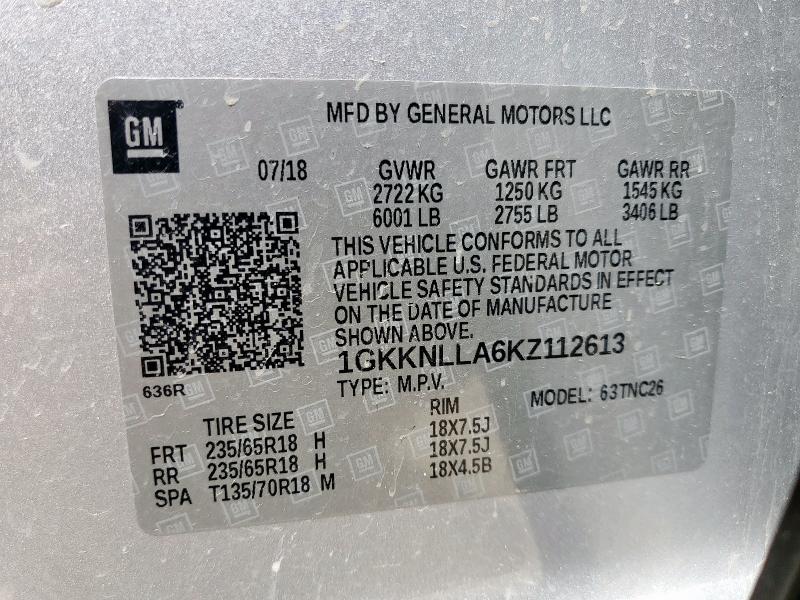 GM
MFD BY GENERAL MOTORS LLC
07/18 GVWR GAWR FRT GAWR RR
2722 KG 1250 KG 1545 KG
6001 LB 2755 LB 3406 LB
THIS VEHICLE CONFORMS TO ALL
APPLICABLE U.S. FEDERAL MOTOR
VEHICLE SAFETY STANDARDS IN EFFECT
ON THE DATE OF MANUFACTURE
SHOWN ABOVE.
1GKKNLLA6KZ112613
636R
TYPE: M.P.V. MODEL: 63TNC26
TIRE SIZE RIM
FRT 235/65R18 H 18X7.5J
RR 235/65R18 H 18X7.5J
SPA T135/70R18 M 18X4.5B